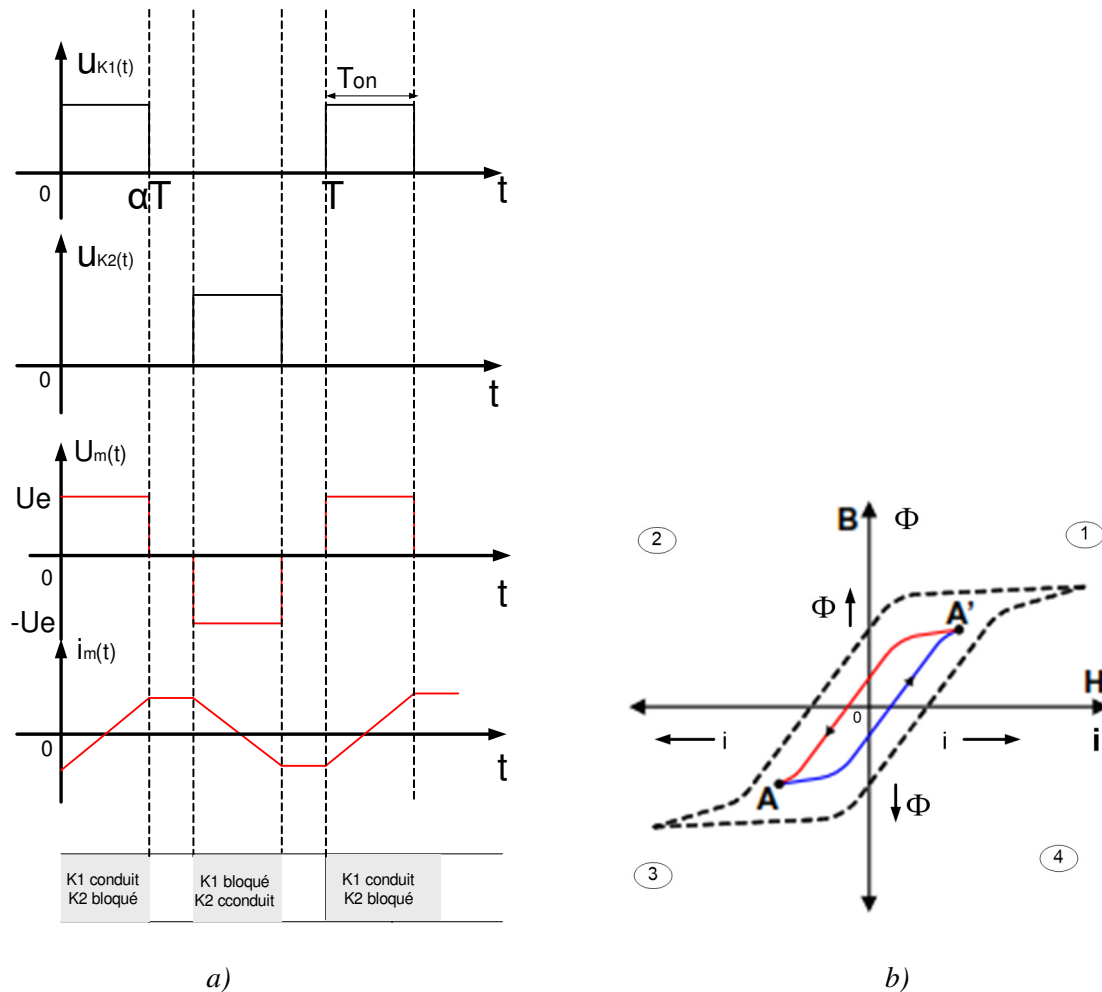 uK1(t)
Ton
0
αT
T
t
uK2(t)
0
t
Um(t)
Ue
0
t
-Ue
im(t)
0
t
K1 conduit
K2 bloqué
K1 bloqué
K2 cconduit
K1 conduit
K2 bloqué
a)
B
Φ
2
1
Φ
A'
H
0
i
i
i
A
Φ
3
4
b)